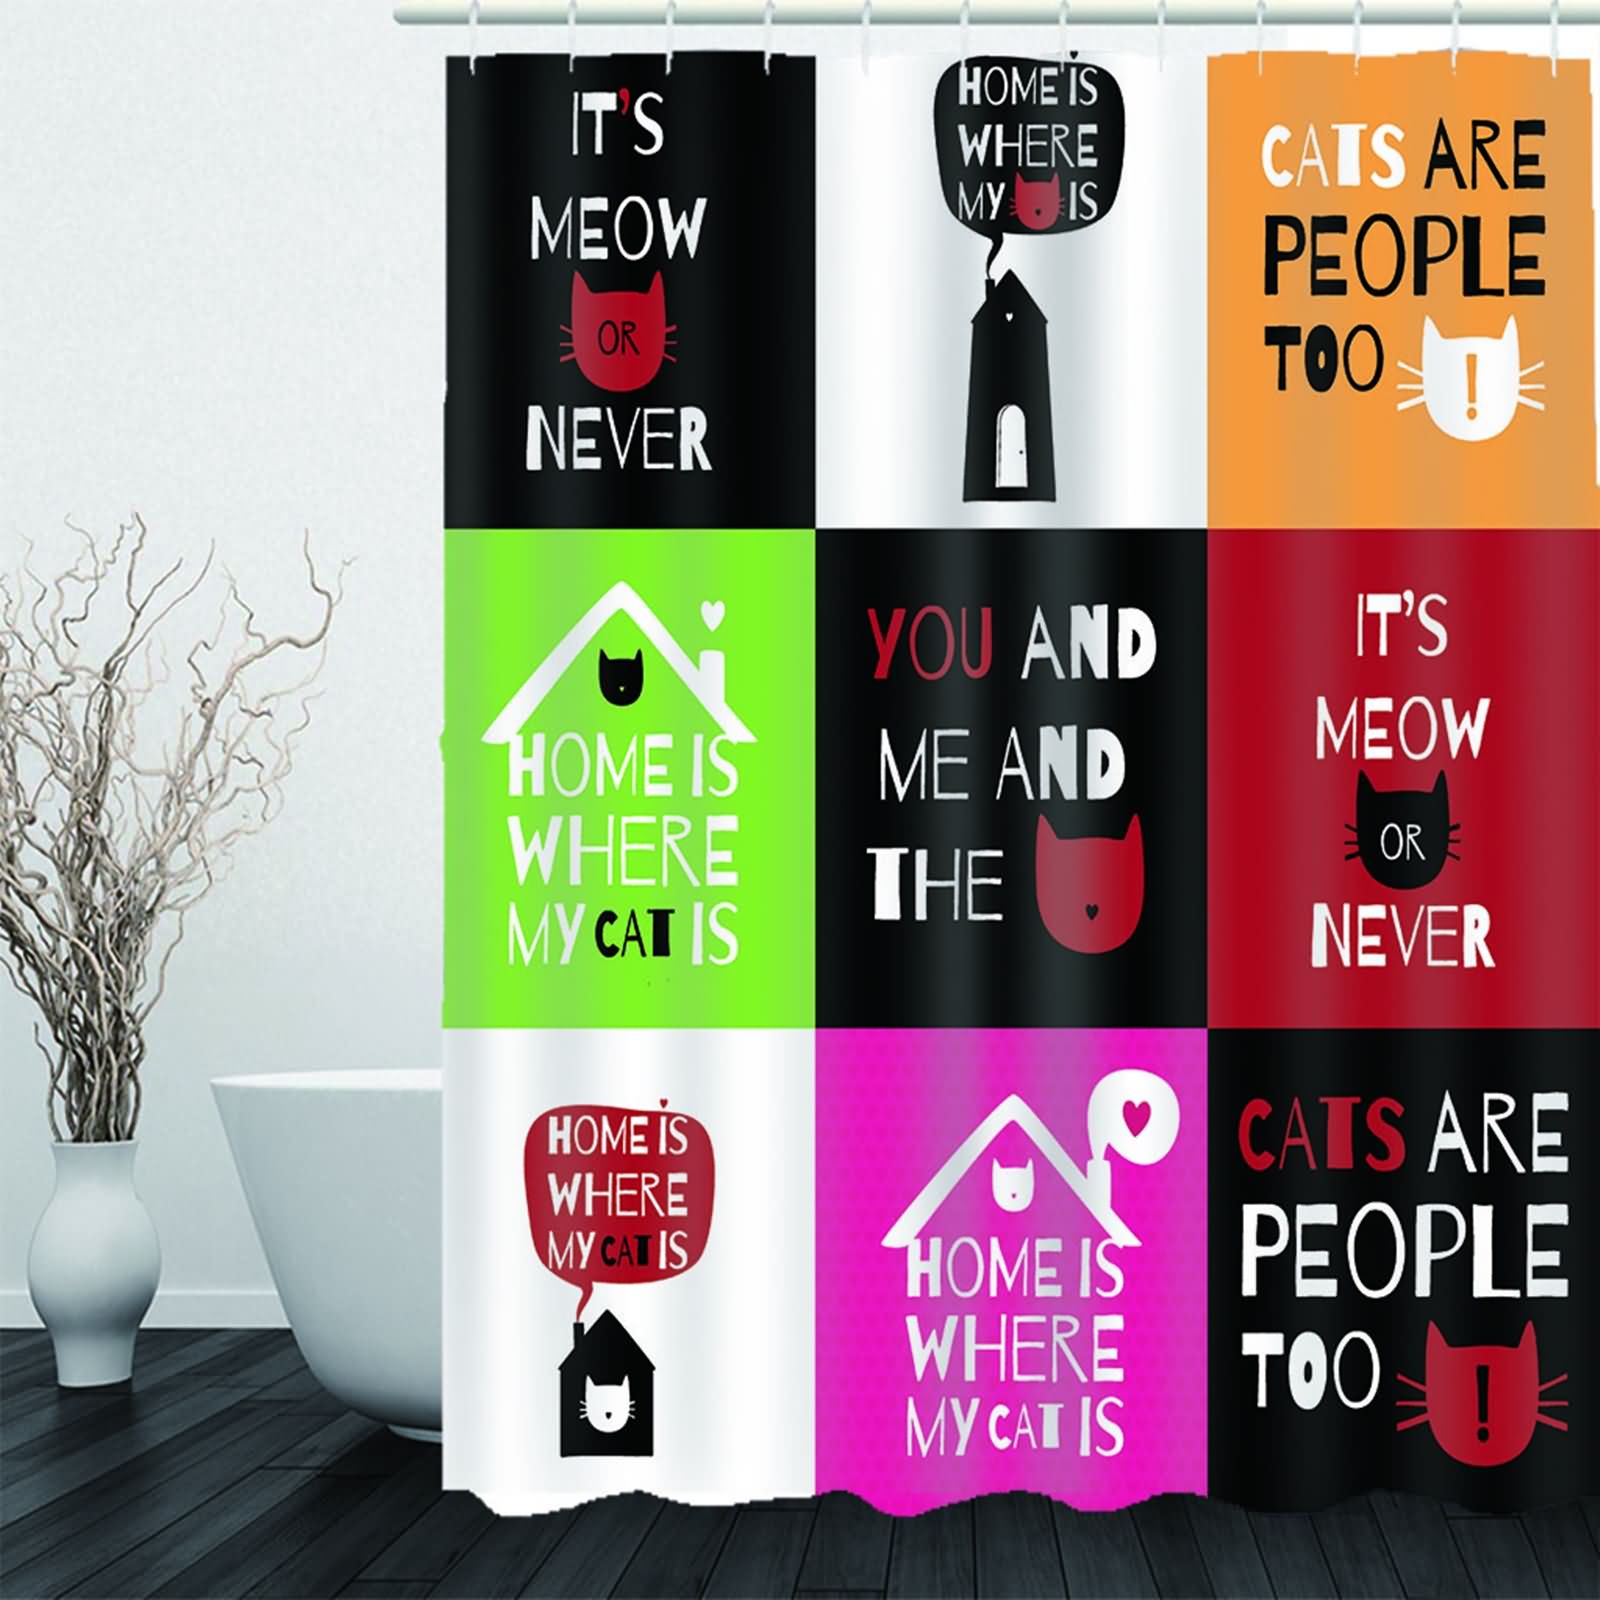 IT'S
MEOW
OR
NEVER
HOME IS
WHERE
MY IS
CATS ARE
PEOPLE
TOO !
HOME IS
WHERE
MY CAT IS
YOU AND
ME AND
THE
IT'S
MEOW
OR
NEVER
HOME IS
WHERE
MY CAT IS
HOME IS
WHERE
MY CAT IS
CATS ARE
PEOPLE
TOO !